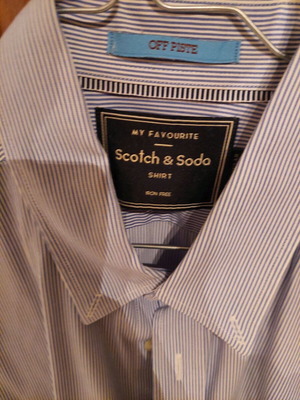 OFF PISTE
MY FAVOURITE
Scotch & Soda
SHIRT
IRON FREE